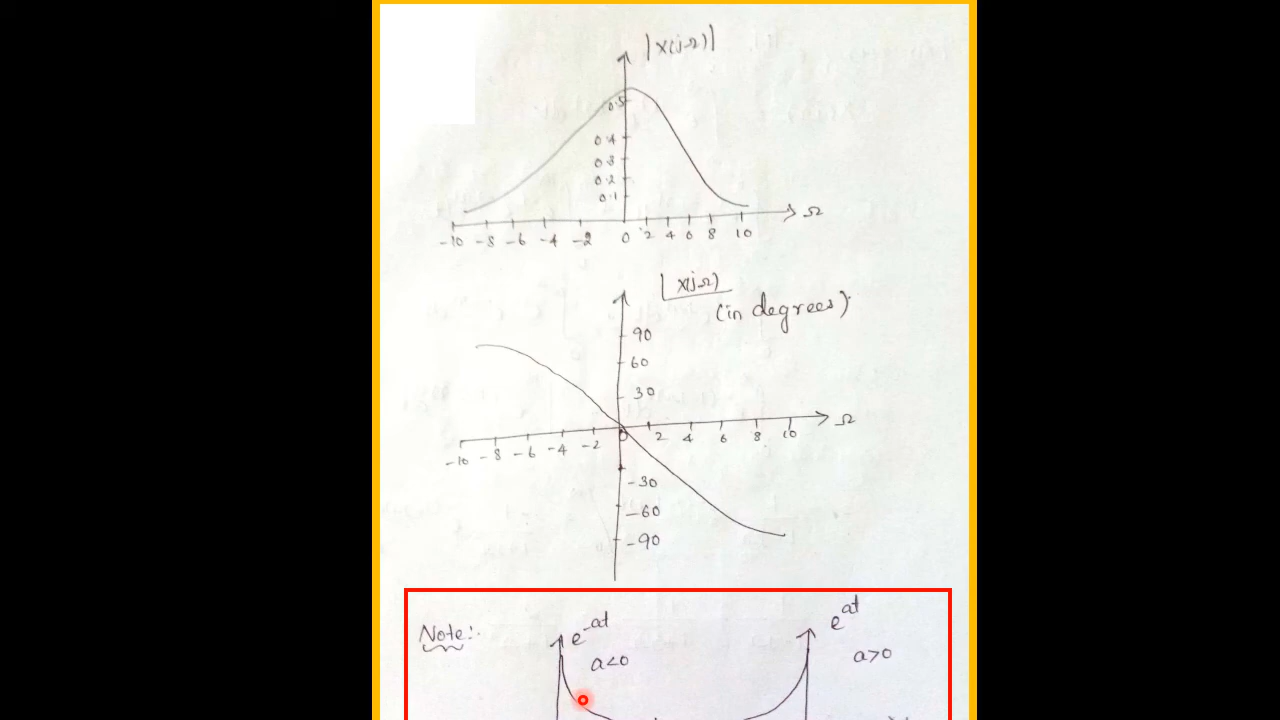 |X(jΩ)|
0.5
0.4
0.3
0.2
0.1
-10 -8 -6 -4 -2 0 2 4 6 8 10 Ω
X(jΩ)
(in degrees)
90
60
30
-10 -8 -6 -4 -2 0 2 4 6 8 10 Ω
-30
-60
-90
Note:-
e^-at
a<0
e^at
a>0